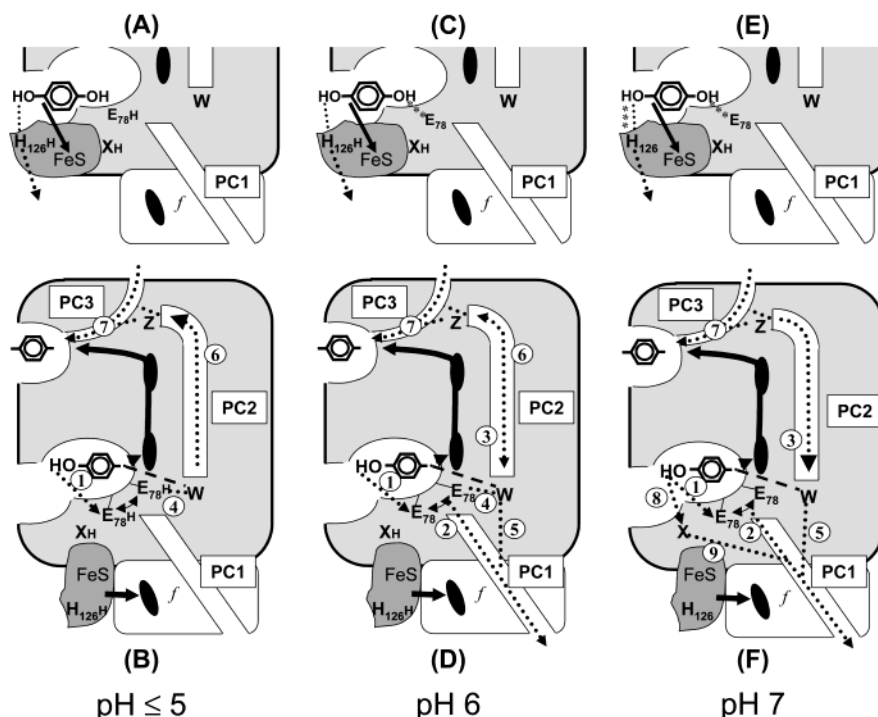 (A) (C) (E)
HO OH HO OH HO OH
E78H W E78 W E78 W
H126H XH H126H XH H126 XH
FeS FeS FeS
PC1 PC1 PC1
f f f
PC3 PC3 PC3
7 Z 7 Z 7 Z
6 6
PC2 PC2 PC2
3 3
HO HO HO
1 E78H W 1 E78 W 1 E78 W
8
E78H 4 E78 4 E78
2 5 2 5
XH XH X
9
FeS PC1 FeS PC1 FeS PC1
f f f
H126H H126H H126
(B) (D) (F)
pH ≤ 5 pH 6 pH 7